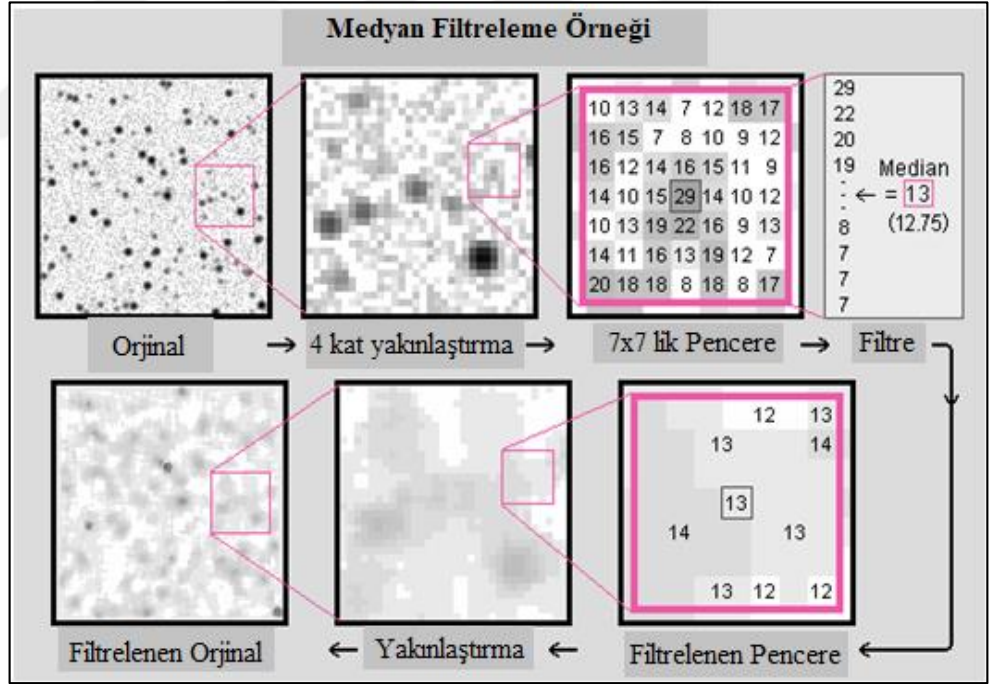 Medyan Filtreleme Örneği
10 13 14 7 12 18 17
16 15 7 8 10 9 12
16 12 14 16 15 11 9
14 10 15 29 14 10 12
10 13 19 22 16 9 13
14 11 16 13 19 12 7
20 18 18 8 18 8 17
29
22
20
19
-
-
-
8
7
7
7
Median
← = 13
(12.75)
Orjinal → 4 kat yakınlaştırma → 7x7 lik Pencere → Filtre
12 13
13 14
13
14 13
13 12 12
Filtrelenen Orjinal ← Yakınlaştırma ← Filtrelenen Pencere ←